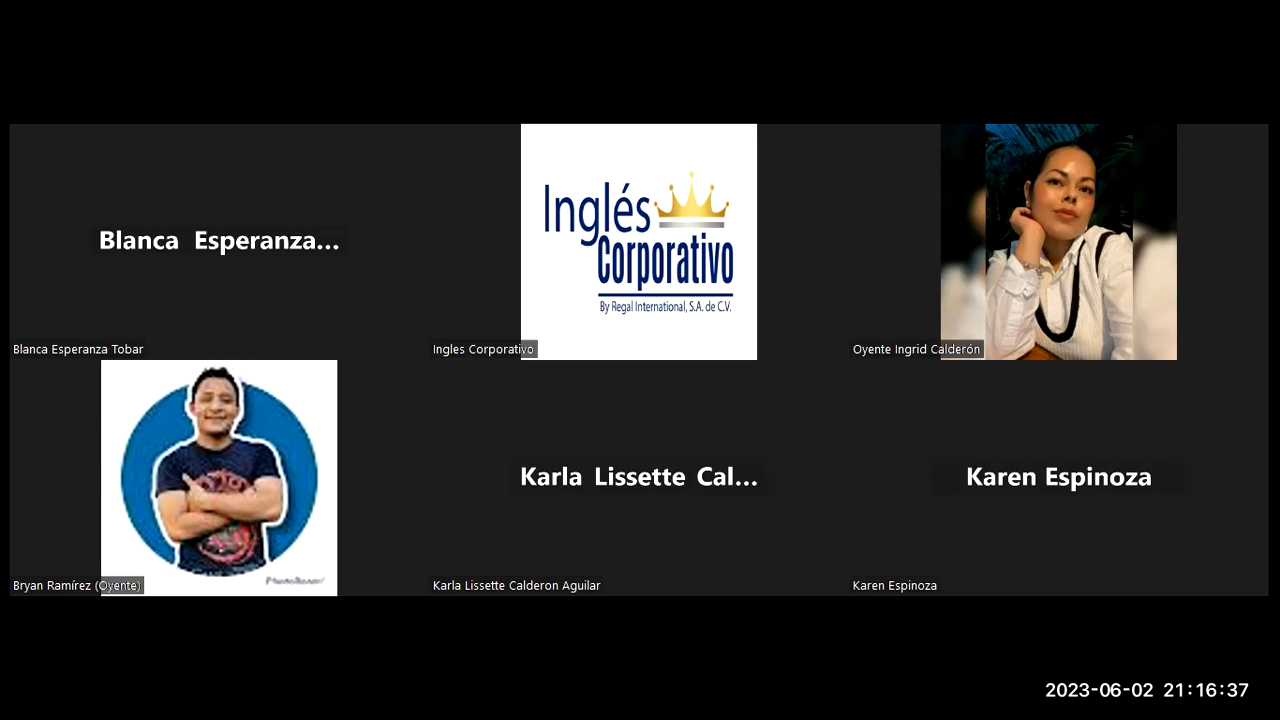 Blanca Esperanza...
Blanca Esperanza Tobar
Inglés
Corporativo
By Regal International, S.A. de C.V.
Ingles Corporativo
Oyente Ingrid Calderón
Bryan Ramírez (Oyente)
Karla Lissette Cal...
Karla Lissette Calderon Aguilar
Karen Espinoza
Karen Espinoza
2023-06-02 21:16:37